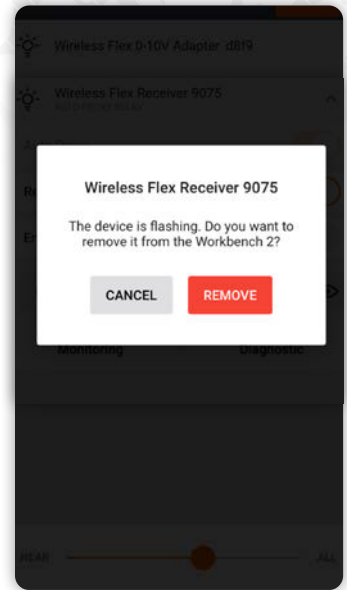 Wireless Flex 0-10V Adapter d8f9
Wireless Flex Receiver 9075
Wireless Flex Receiver 9075
The device is flashing. Do you want to
remove it from the Workbench 2?
CANCEL REMOVE
Monitoring Diagnostic
NEAR ALL